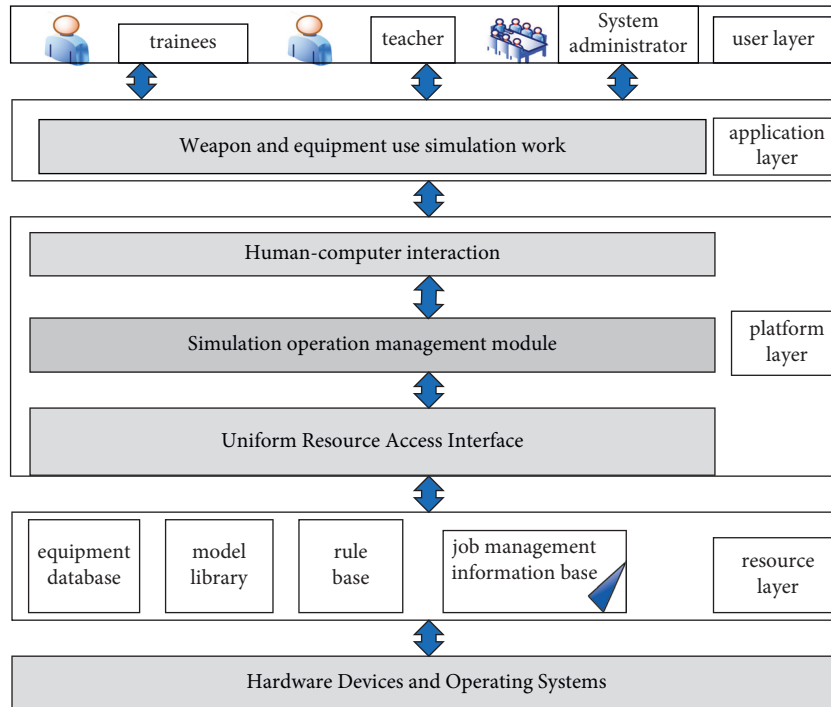 trainees
teacher
System
administrator
user layer
Weapon and equipment use simulation work
application
layer
Human-computer interaction
Simulation operation management module
platform
layer
Uniform Resource Access Interface
equipment
database
model
library
rule
base
job management
information base
resource
layer
Hardware Devices and Operating Systems